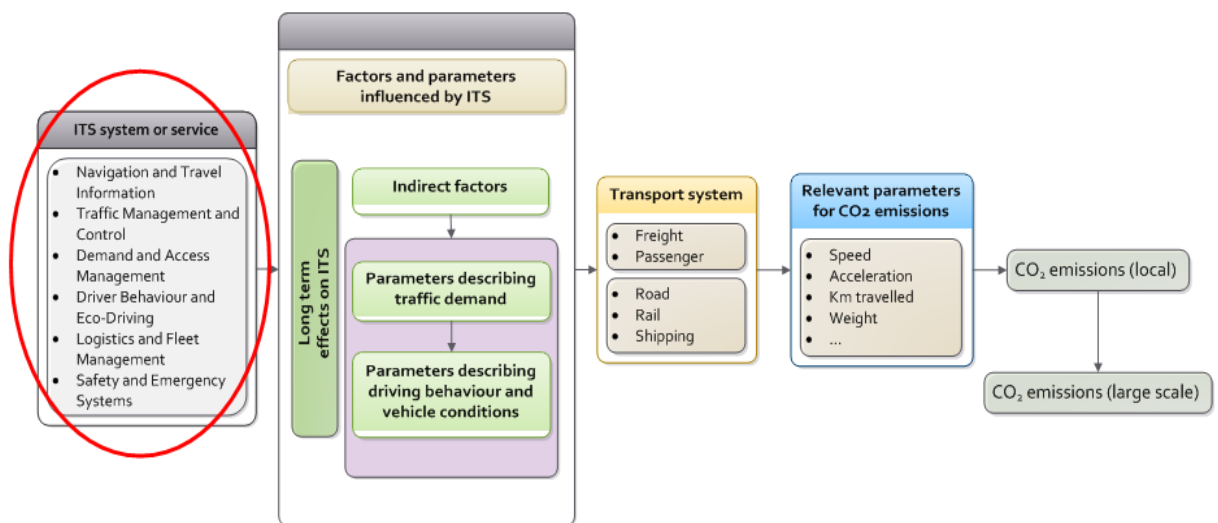 ITS system or service
Navigation and Travel
Information
Traffic Management and
Control
Demand and Access
Management
Driver Behaviour and
Eco-Driving
Logistics and Fleet
Management
Safety and Emergency
Systems
Factors and parameters
influenced by ITS
Long term
effects on ITS
Indirect factors
Parameters describing
traffic demand
Parameters describing
driving behaviour and
vehicle conditions
Transport system
Freight
Passenger
Road
Rail
Shipping
Relevant parameters
for CO2 emissions
Speed
Acceleration
Km travelled
Weight
...
CO₂ emissions (local)
CO₂ emissions (large scale)